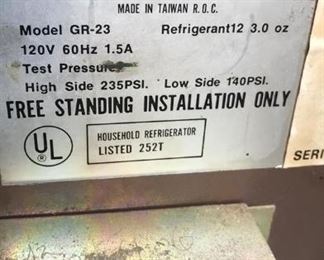 MADE IN TAIWAN R.O.C.
Model GR-23 Refrigerant12 3.0 oz
120V 60Hz 1.5A
Test Pressure
High Side 235PSI. Low Side 140PSI.
FREE STANDING INSTALLATION ONLY
UL ®
HOUSEHOLD REFRIGERATOR
LISTED 252T
SERI